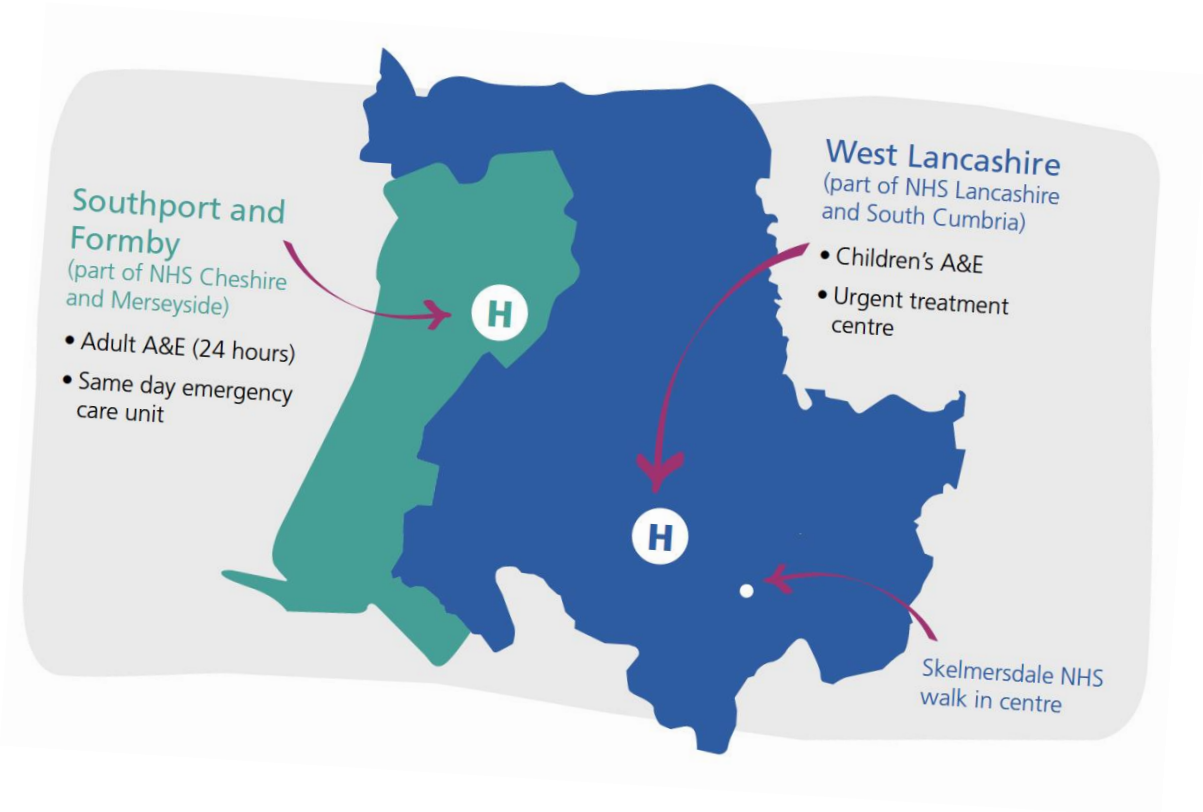 Southport and
Formby
(part of NHS Cheshire
and Merseyside)
• Adult A&E (24 hours)
• Same day emergency
care unit
H
West Lancashire
(part of NHS Lancashire
and South Cumbria)
• Children's A&E
• Urgent treatment
centre
H
Skelmersdale NHS
walk in centre